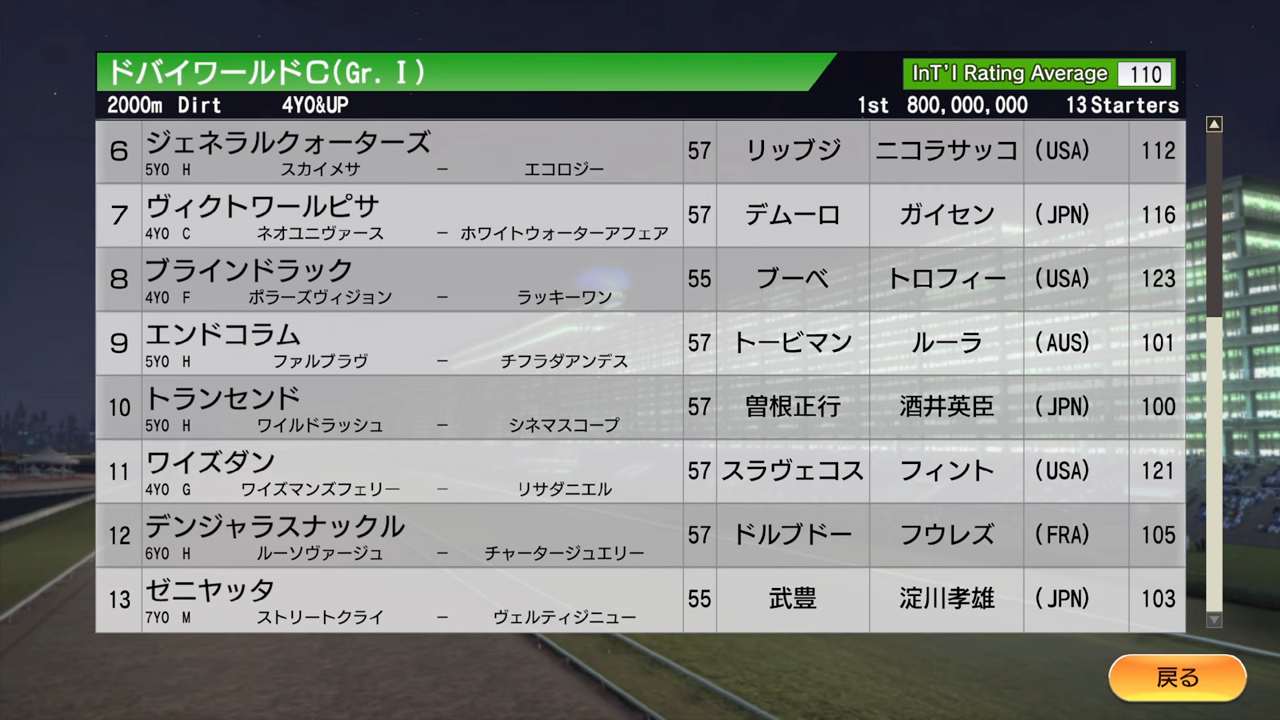 ドバイワールドC(Gr.Ⅰ)
InT'l Rating Average 110
2000m Dirt 4YO&UP 1st 800,000,000 13Starters
6 ジェネラルクォーターズ 57 リッブジ ニコラサッコ (USA) 112
5YO H スカイメサ － エコロジー
7 ヴィクトワールピサ 57 デムーロ ガイセン (JPN) 116
4YO C ネオユニヴァース － ホワイトウォーターアフェア
8 ブラインドラック 55 ブーベ トロフィー (USA) 123
4YO F ポラーズヴィジョン － ラッキーワン
9 エンドコラム 57 トービマン ルーラ (AUS) 101
5YO H ファルブラヴ － チフラダアンデス
10 トランセンド 57 曽根正行 酒井英臣 (JPN) 100
5YO H ワイルドラッシュ － シネマスコープ
11 ワイズダン 57 スラヴェコス フィント (USA) 121
4YO G ワイズマンズフェリー － リサダニエル
12 デンジャラスナックル 57 ドルブドー フウレズ (FRA) 105
6YO H ルーソヴァージュ － チャータージュエリー
13 ゼニヤッタ 55 武豊 淀川孝雄 (JPN) 103
7YO M ストリートクライ － ヴェルティジニュー
戻る